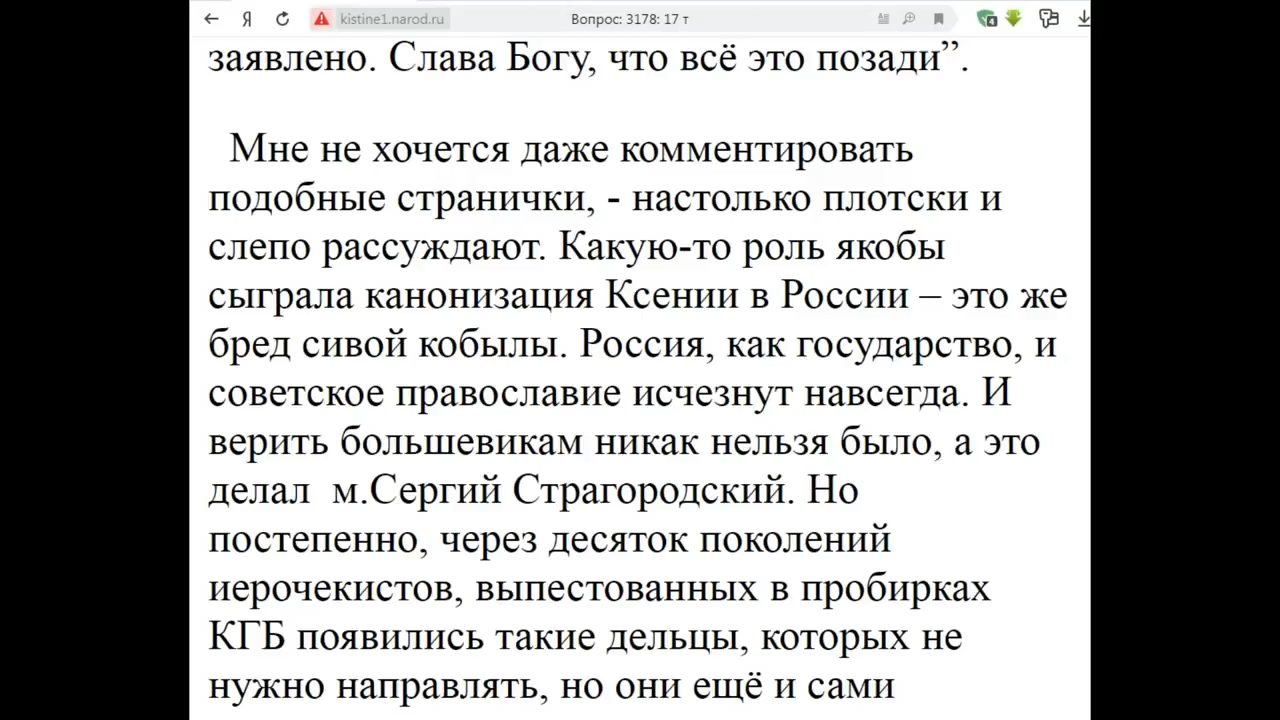 Я kistine1.narod.ru Вопрос: 3178: 17 т 4
заявлено. Слава Богу, что всё это позади”.
Мне не хочется даже комментировать
подобные странички, - настолько плотски и
слепо рассуждают. Какую-то роль якобы
сыграла канонизация Ксении в России – это же
бред сивой кобылы. Россия, как государство, и
советское православие исчезнут навсегда. И
верить большевикам никак нельзя было, а это
делал м.Сергий Страгородский. Но
постепенно, через десяток поколений
иерочекистов, выпестованных в пробирках
КГБ появились такие дельцы, которых не
нужно направлять, но они ещё и сами